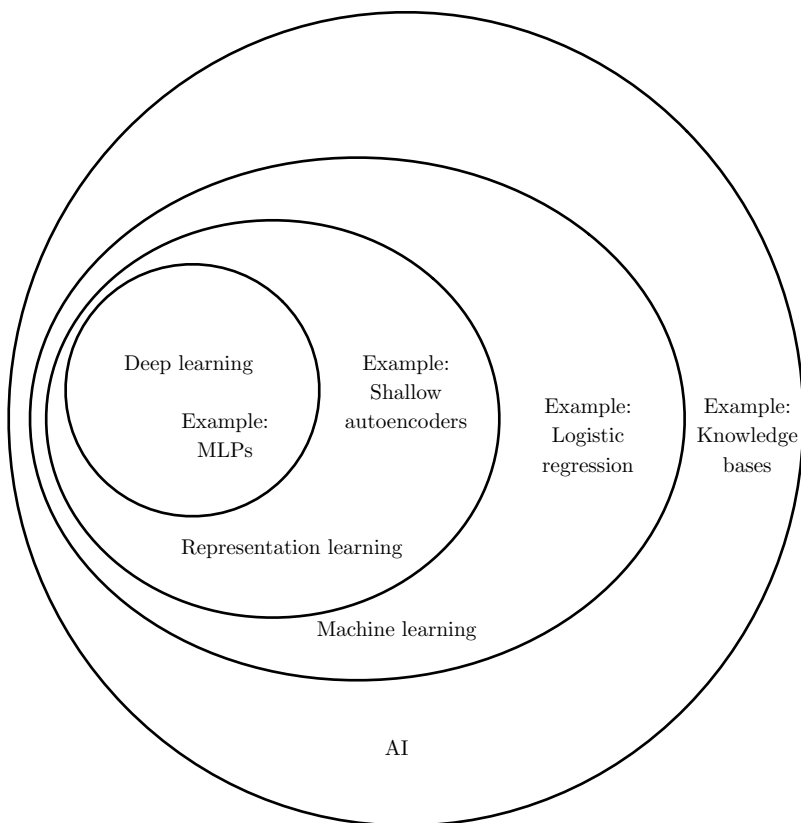 Deep learning
Example:
MLPs
Example:
Shallow
autoencoders
Example:
Logistic
regression
Example:
Knowledge
bases
Representation learning
Machine learning
AI